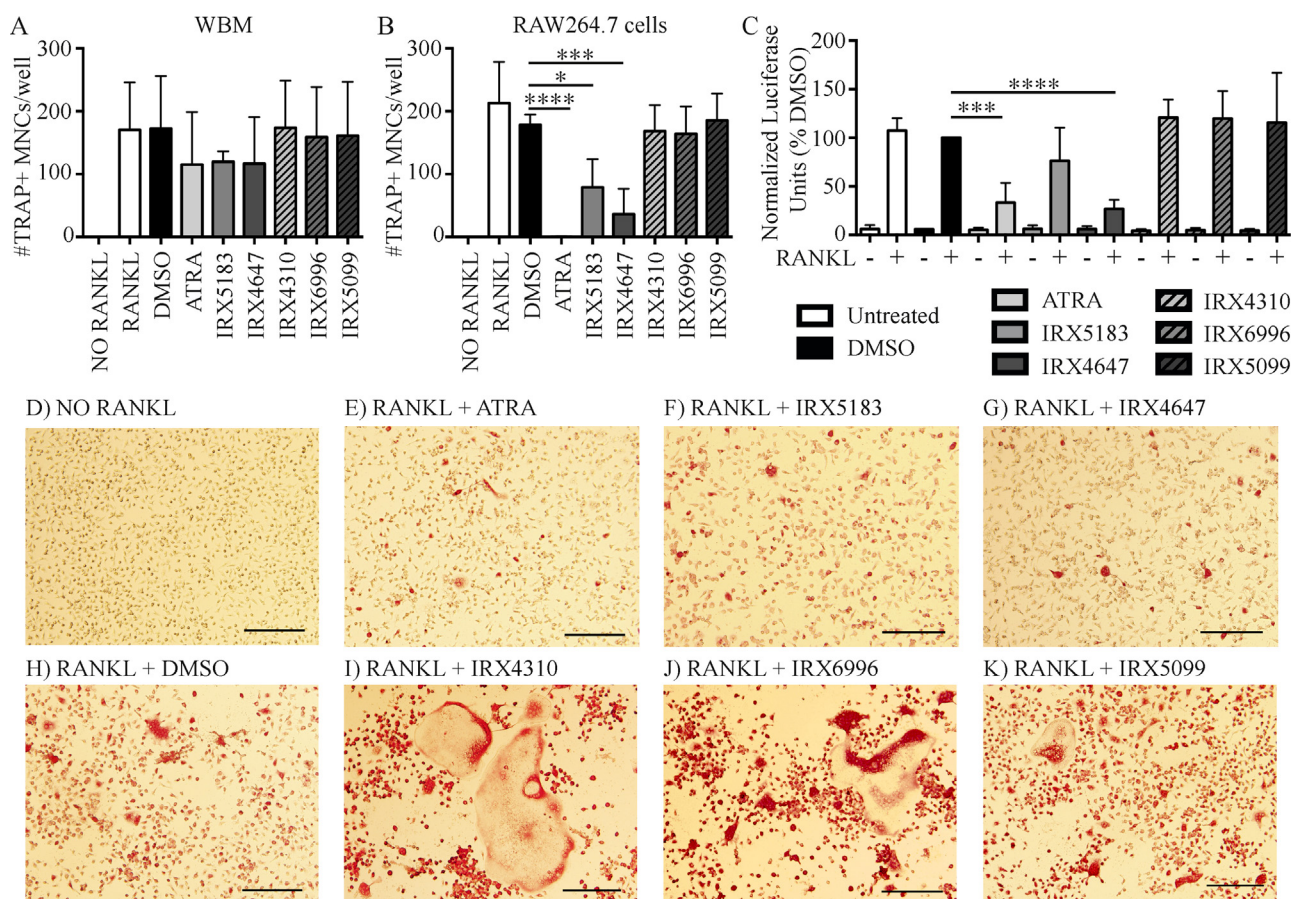 A
WBM
#TRAP+ MNCs/well
300
200
100
0
NO RANKL
RANKL
DMSO
ATRA
IRX5183
IRX4647
IRX4310
IRX6996
IRX5099
B
RAW264.7 cells
#TRAP+ MNCs/well
300
200
100
0
***
*
****
NO RANKL
RANKL
DMSO
ATRA
IRX5183
IRX4647
IRX4310
IRX6996
IRX5099
C
Normalized Luciferase
Units (% DMSO)
200
150
100
50
0
****
***
RANKL - + - + - + - + - + - + - + - +
Untreated
DMSO
ATRA
IRX5183
IRX4647
IRX4310
IRX6996
IRX5099
D) NO RANKL
E) RANKL + ATRA
F) RANKL + IRX5183
G) RANKL + IRX4647
H) RANKL + DMSO
I) RANKL + IRX4310
J) RANKL + IRX6996
K) RANKL + IRX5099